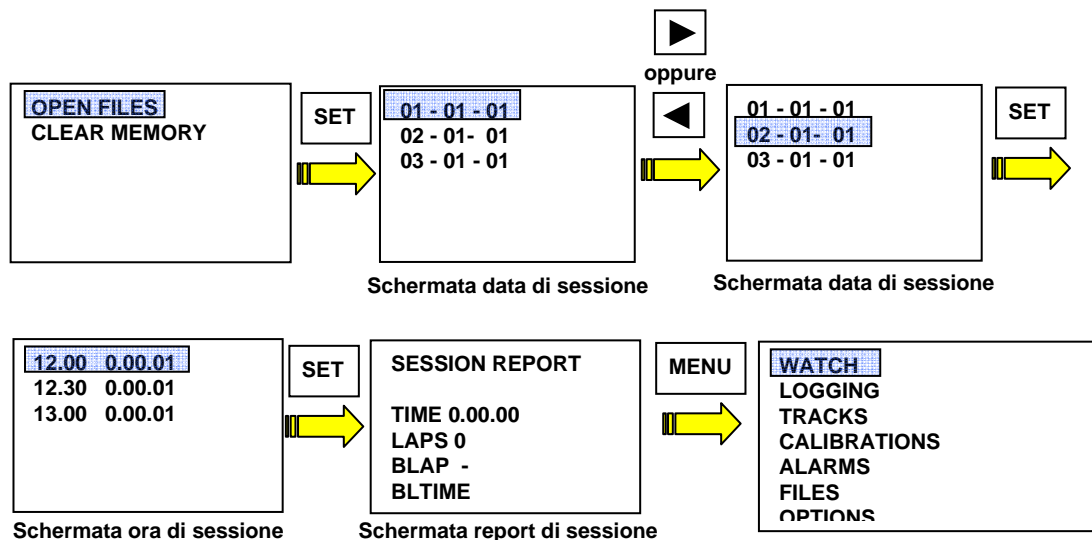 oppure
OPEN FILES
CLEAR MEMORY
SET
01 - 01 - 01
02 - 01- 01
03 - 01 - 01
Schermata data di sessione
01 - 01 - 01
02 - 01- 01
03 - 01 - 01
Schermata data di sessione
SET
12.00 0.00.01
12.30 0.00.01
13.00 0.00.01
Schermata ora di sessione
SET
SESSION REPORT
TIME 0.00.00
LAPS 0
BLAP -
BLTIME
Schermata report di sessione
MENU
WATCH
LOGGING
TRACKS
CALIBRATIONS
ALARMS
FILES
OPTIONS